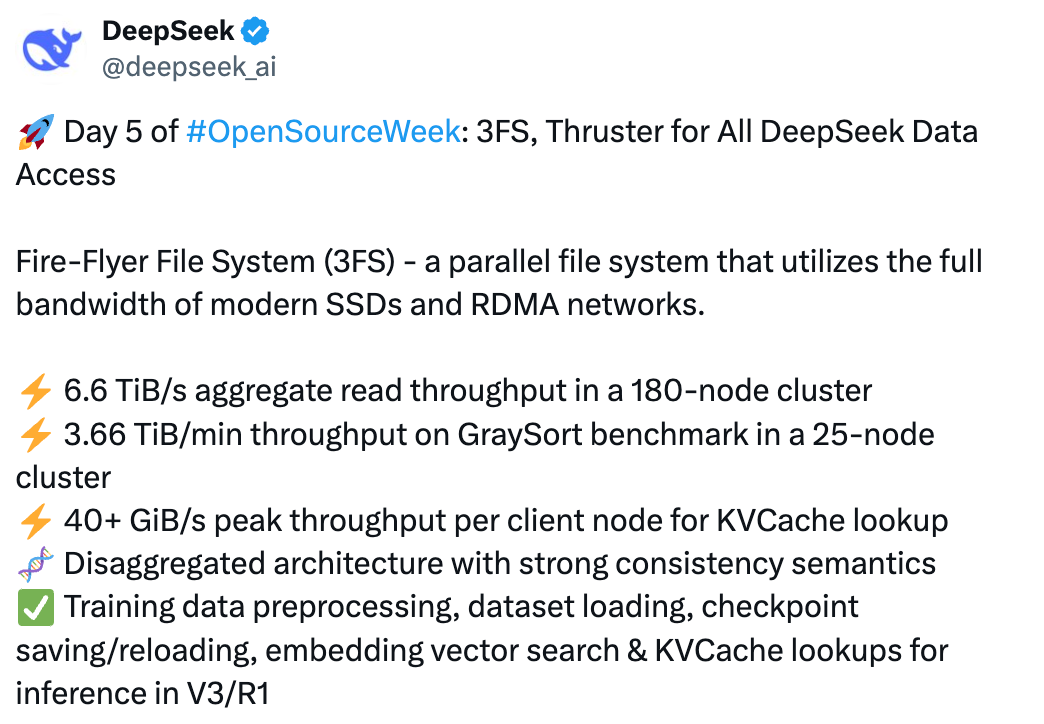 DeepSeek
@deepseek_ai
🚀 Day 5 of #OpenSourceWeek: 3FS, Thruster for All DeepSeek Data
Access
Fire-Flyer File System (3FS) - a parallel file system that utilizes the full
bandwidth of modern SSDs and RDMA networks.
⚡ 6.6 TiB/s aggregate read throughput in a 180-node cluster
⚡ 3.66 TiB/min throughput on GraySort benchmark in a 25-node
cluster
⚡ 40+ GiB/s peak throughput per client node for KVCache lookup
🧬 Disaggregated architecture with strong consistency semantics
✅ Training data preprocessing, dataset loading, checkpoint
saving/reloading, embedding vector search & KVCache lookups for
inference in V3/R1